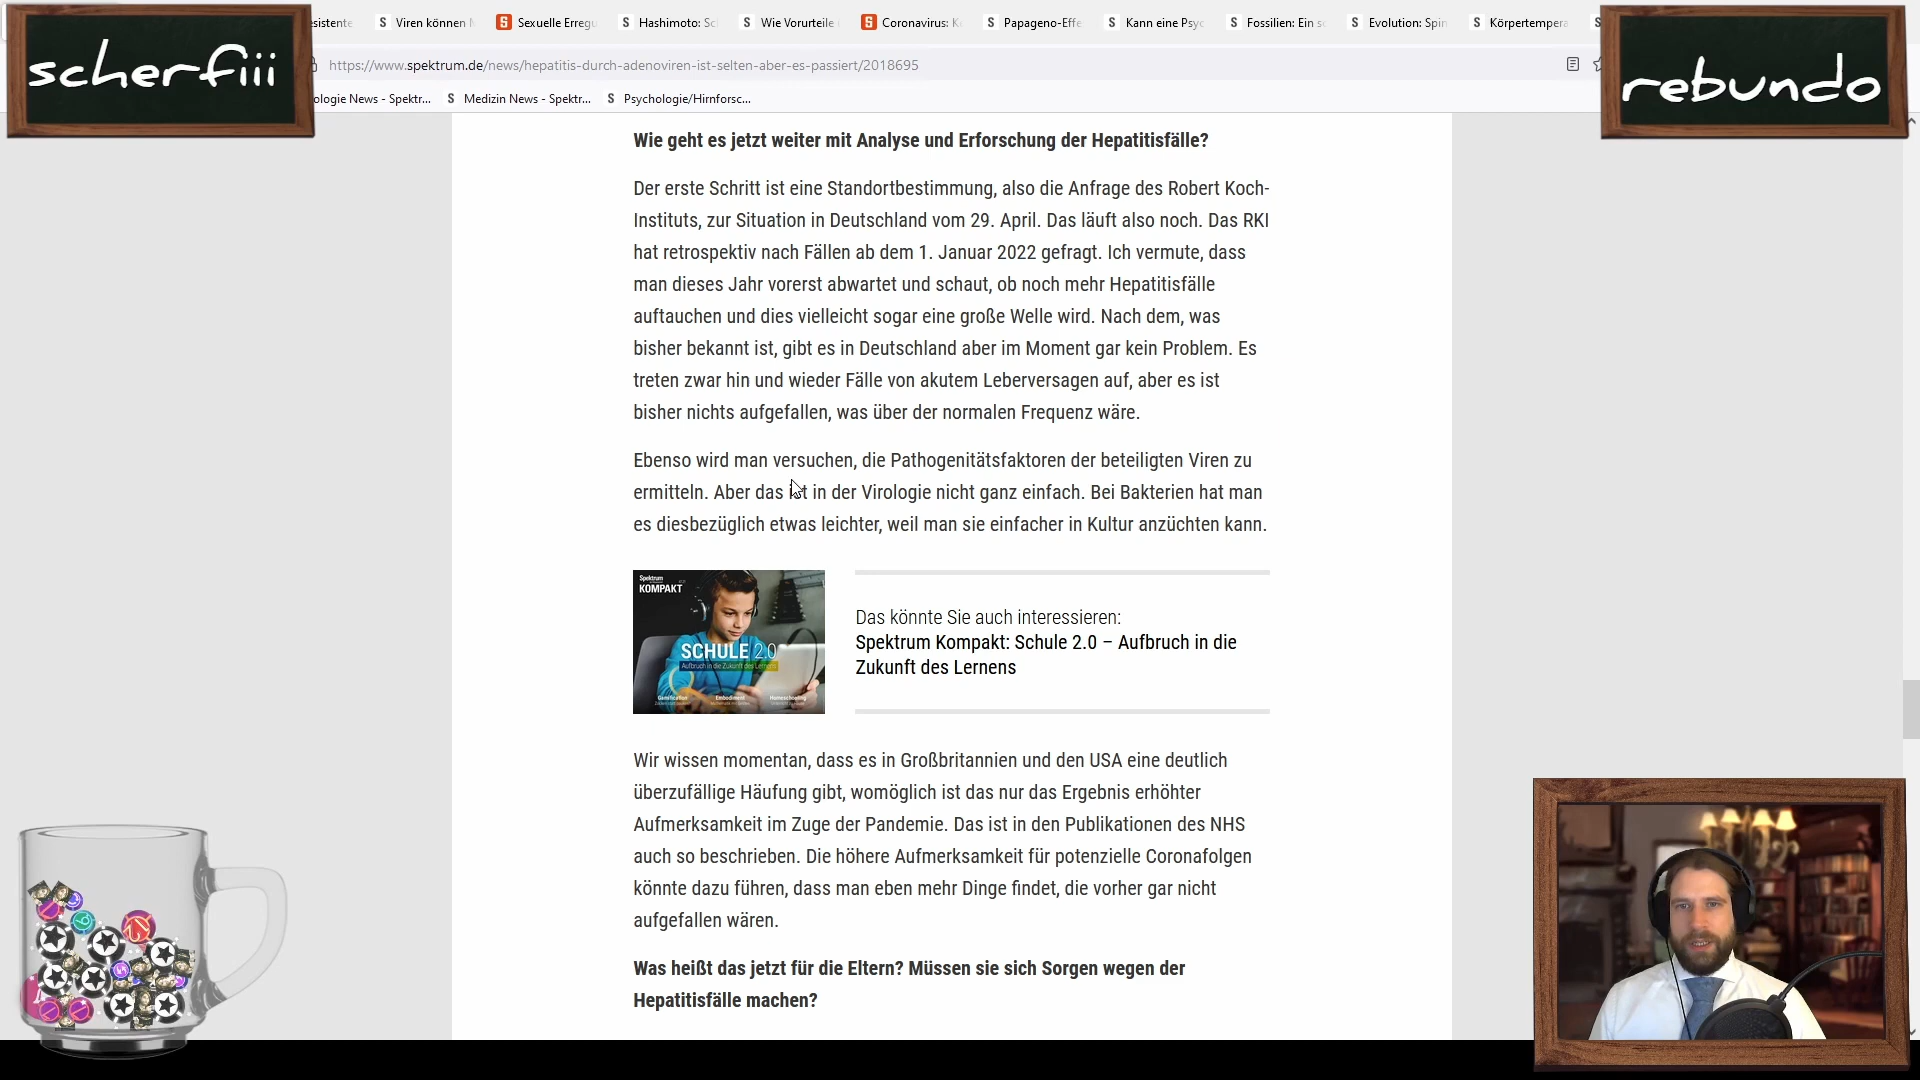 scherfiii
rebundo
esistente
Viren können
Sexuelle Erreg
Hashimoto: Sc
Wie Vorurteile
Coronavirus: K
Papageno-Effe
Kann eine Psyc
Fossilien: Ein s
Evolution: Spin
Körpertempera
https://www.spektrum.de/news/hepatitis-durch-adenoviren-ist-selten-aber-es-passiert/2018695
ologie News - Spektr...
Medizin News - Spektr...
Psychologie/Hirnforsc...
Wie geht es jetzt weiter mit Analyse und Erforschung der Hepatitisfälle?
Der erste Schritt ist eine Standortbestimmung, also die Anfrage des Robert Koch-
Instituts, zur Situation in Deutschland vom 29. April. Das läuft also noch. Das RKI
hat retrospektiv nach Fällen ab dem 1. Januar 2022 gefragt. Ich vermute, dass
man dieses Jahr vorerst abwartet und schaut, ob noch mehr Hepatitisfälle
auftauchen und dies vielleicht sogar eine große Welle wird. Nach dem, was
bisher bekannt ist, gibt es in Deutschland aber im Moment gar kein Problem. Es
treten zwar hin und wieder Fälle von akutem Leberversagen auf, aber es ist
bisher nichts aufgefallen, was über der normalen Frequenz wäre.
Ebenso wird man versuchen, die Pathogenitätsfaktoren der beteiligten Viren zu
ermitteln. Aber das ist in der Virologie nicht ganz einfach. Bei Bakterien hat man
es diesbezüglich etwas leichter, weil man sie einfacher in Kultur anzüchten kann.
Spektrum
KOMPAKT
SCHULE 2.0
Aufbruch in die Zukunft des Lernens
Das könnte Sie auch interessieren:
Spektrum Kompakt: Schule 2.0 – Aufbruch in die
Zukunft des Lernens
Wir wissen momentan, dass es in Großbritannien und den USA eine deutlich
überzufällige Häufung gibt, womöglich ist das nur das Ergebnis erhöhter
Aufmerksamkeit im Zuge der Pandemie. Das ist in den Publikationen des NHS
auch so beschrieben. Die höhere Aufmerksamkeit für potenzielle Coronafolgen
könnte dazu führen, dass man eben mehr Dinge findet, die vorher gar nicht
aufgefallen wären.
Was heißt das jetzt für die Eltern? Müssen sie sich Sorgen wegen der
Hepatitisfälle machen?